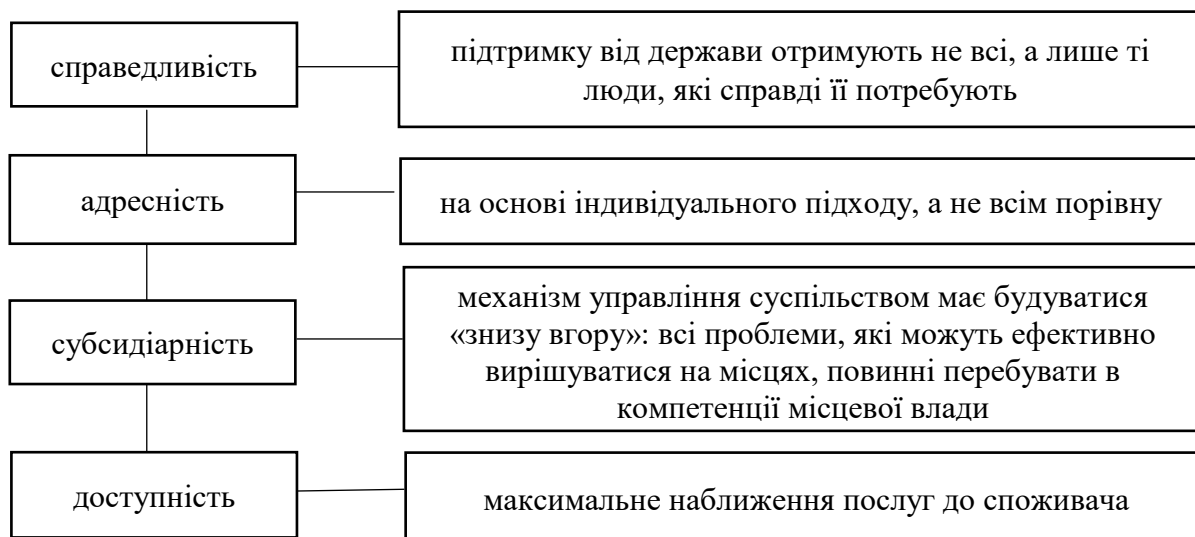 справедливість
підтримку від держави отримують не всі, а лише ті
люди, які справді її потребують
адресність
на основі індивідуального підходу, а не всім порівну
субсидіарність
механізм управління суспільством має будуватися
«знизу вгору»: всі проблеми, які можуть ефективно
вирішуватися на місцях, повинні перебувати в
компетенції місцевої влади
доступність
максимальне наближення послуг до споживача